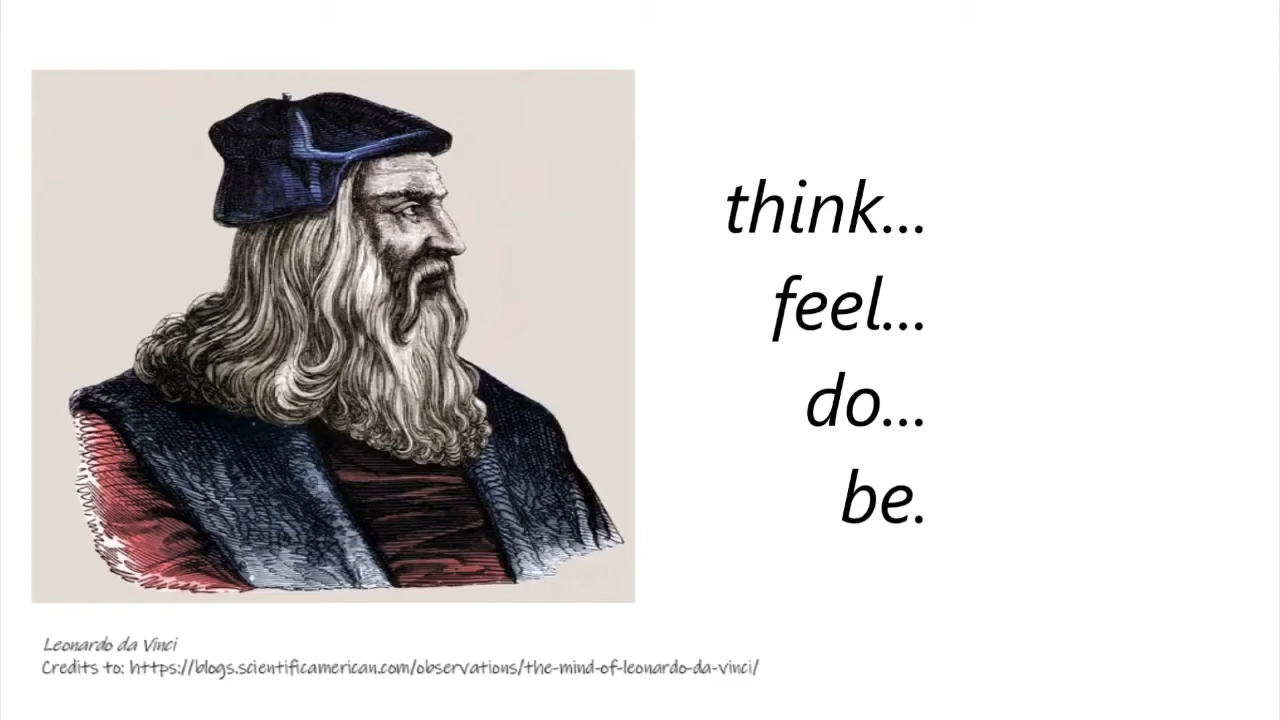 think...
feel...
do...
be.
Leonardo da Vinci
Credits to: https://blogs.scientificamerican.com/observations/the-mind-of-leonardo-da-vinci/